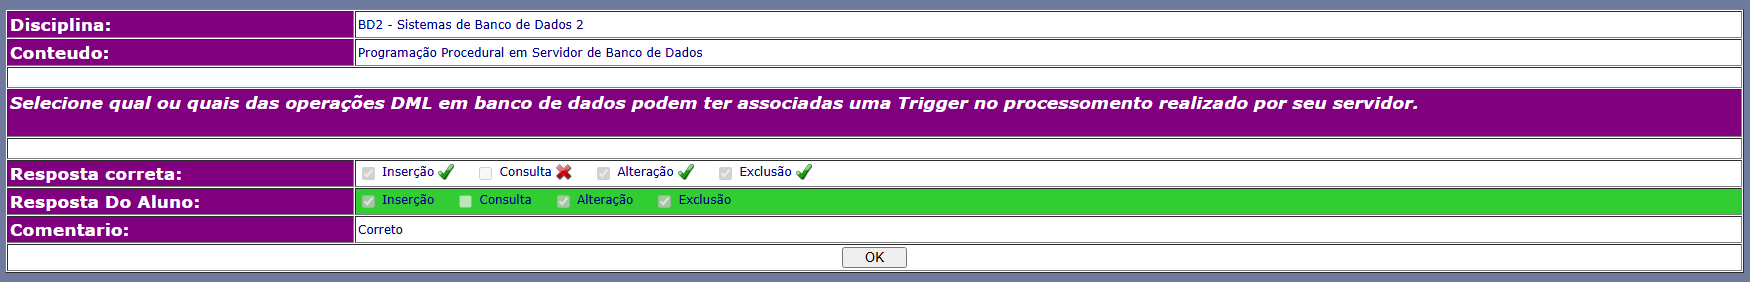 Disciplina: BD2 - Sistemas de Banco de Dados 2
Conteudo: Programação Procedural em Servidor de Banco de Dados
Selecione qual ou quais das operações DML em banco de dados podem ter associadas uma Trigger no processomento realizado por seu servidor.
Resposta correta: Inserção Consulta Alteração Exclusão
Resposta Do Aluno: Inserção Consulta Alteração Exclusão
Comentario: Correto
OK